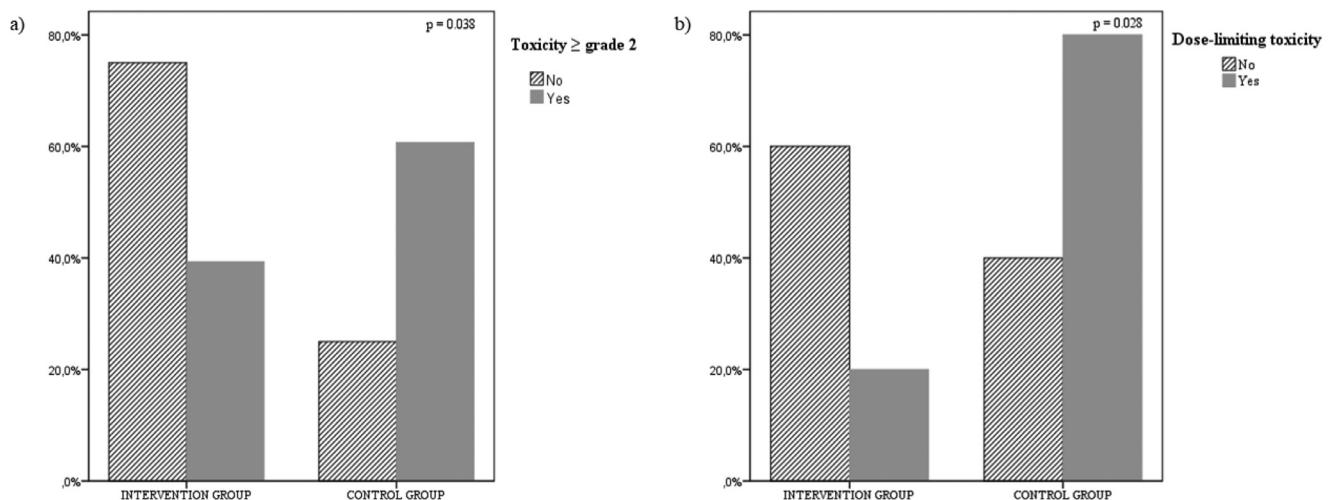 a)
p = 0.038
Toxicity ≥ grade 2
No
Yes
80,0%
60,0%
40,0%
20,0%
,0%
INTERVENTION GROUP
CONTROL GROUP
b)
p = 0.028
Dose-limiting toxicity
No
Yes
80,0%
60,0%
40,0%
20,0%
,0%
INTERVENTION GROUP
CONTROL GROUP